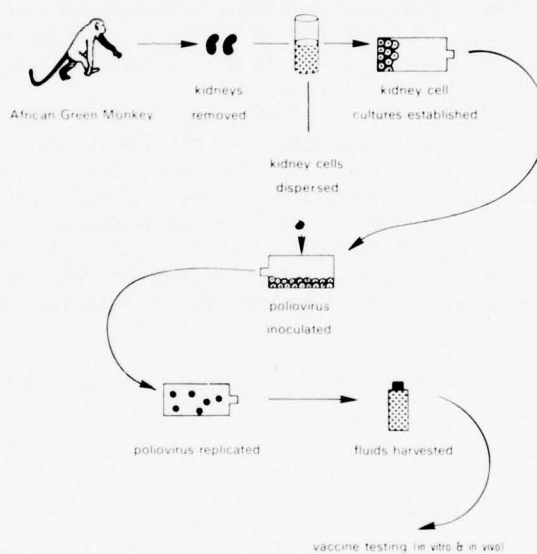 African Green Monkey
kidneys
removed
kidney cells
dispersed
kidney cell
cultures established
poliovirus
inoculated
poliovirus replicated
fluids harvested
vaccine testing (in vitro & in vivo)